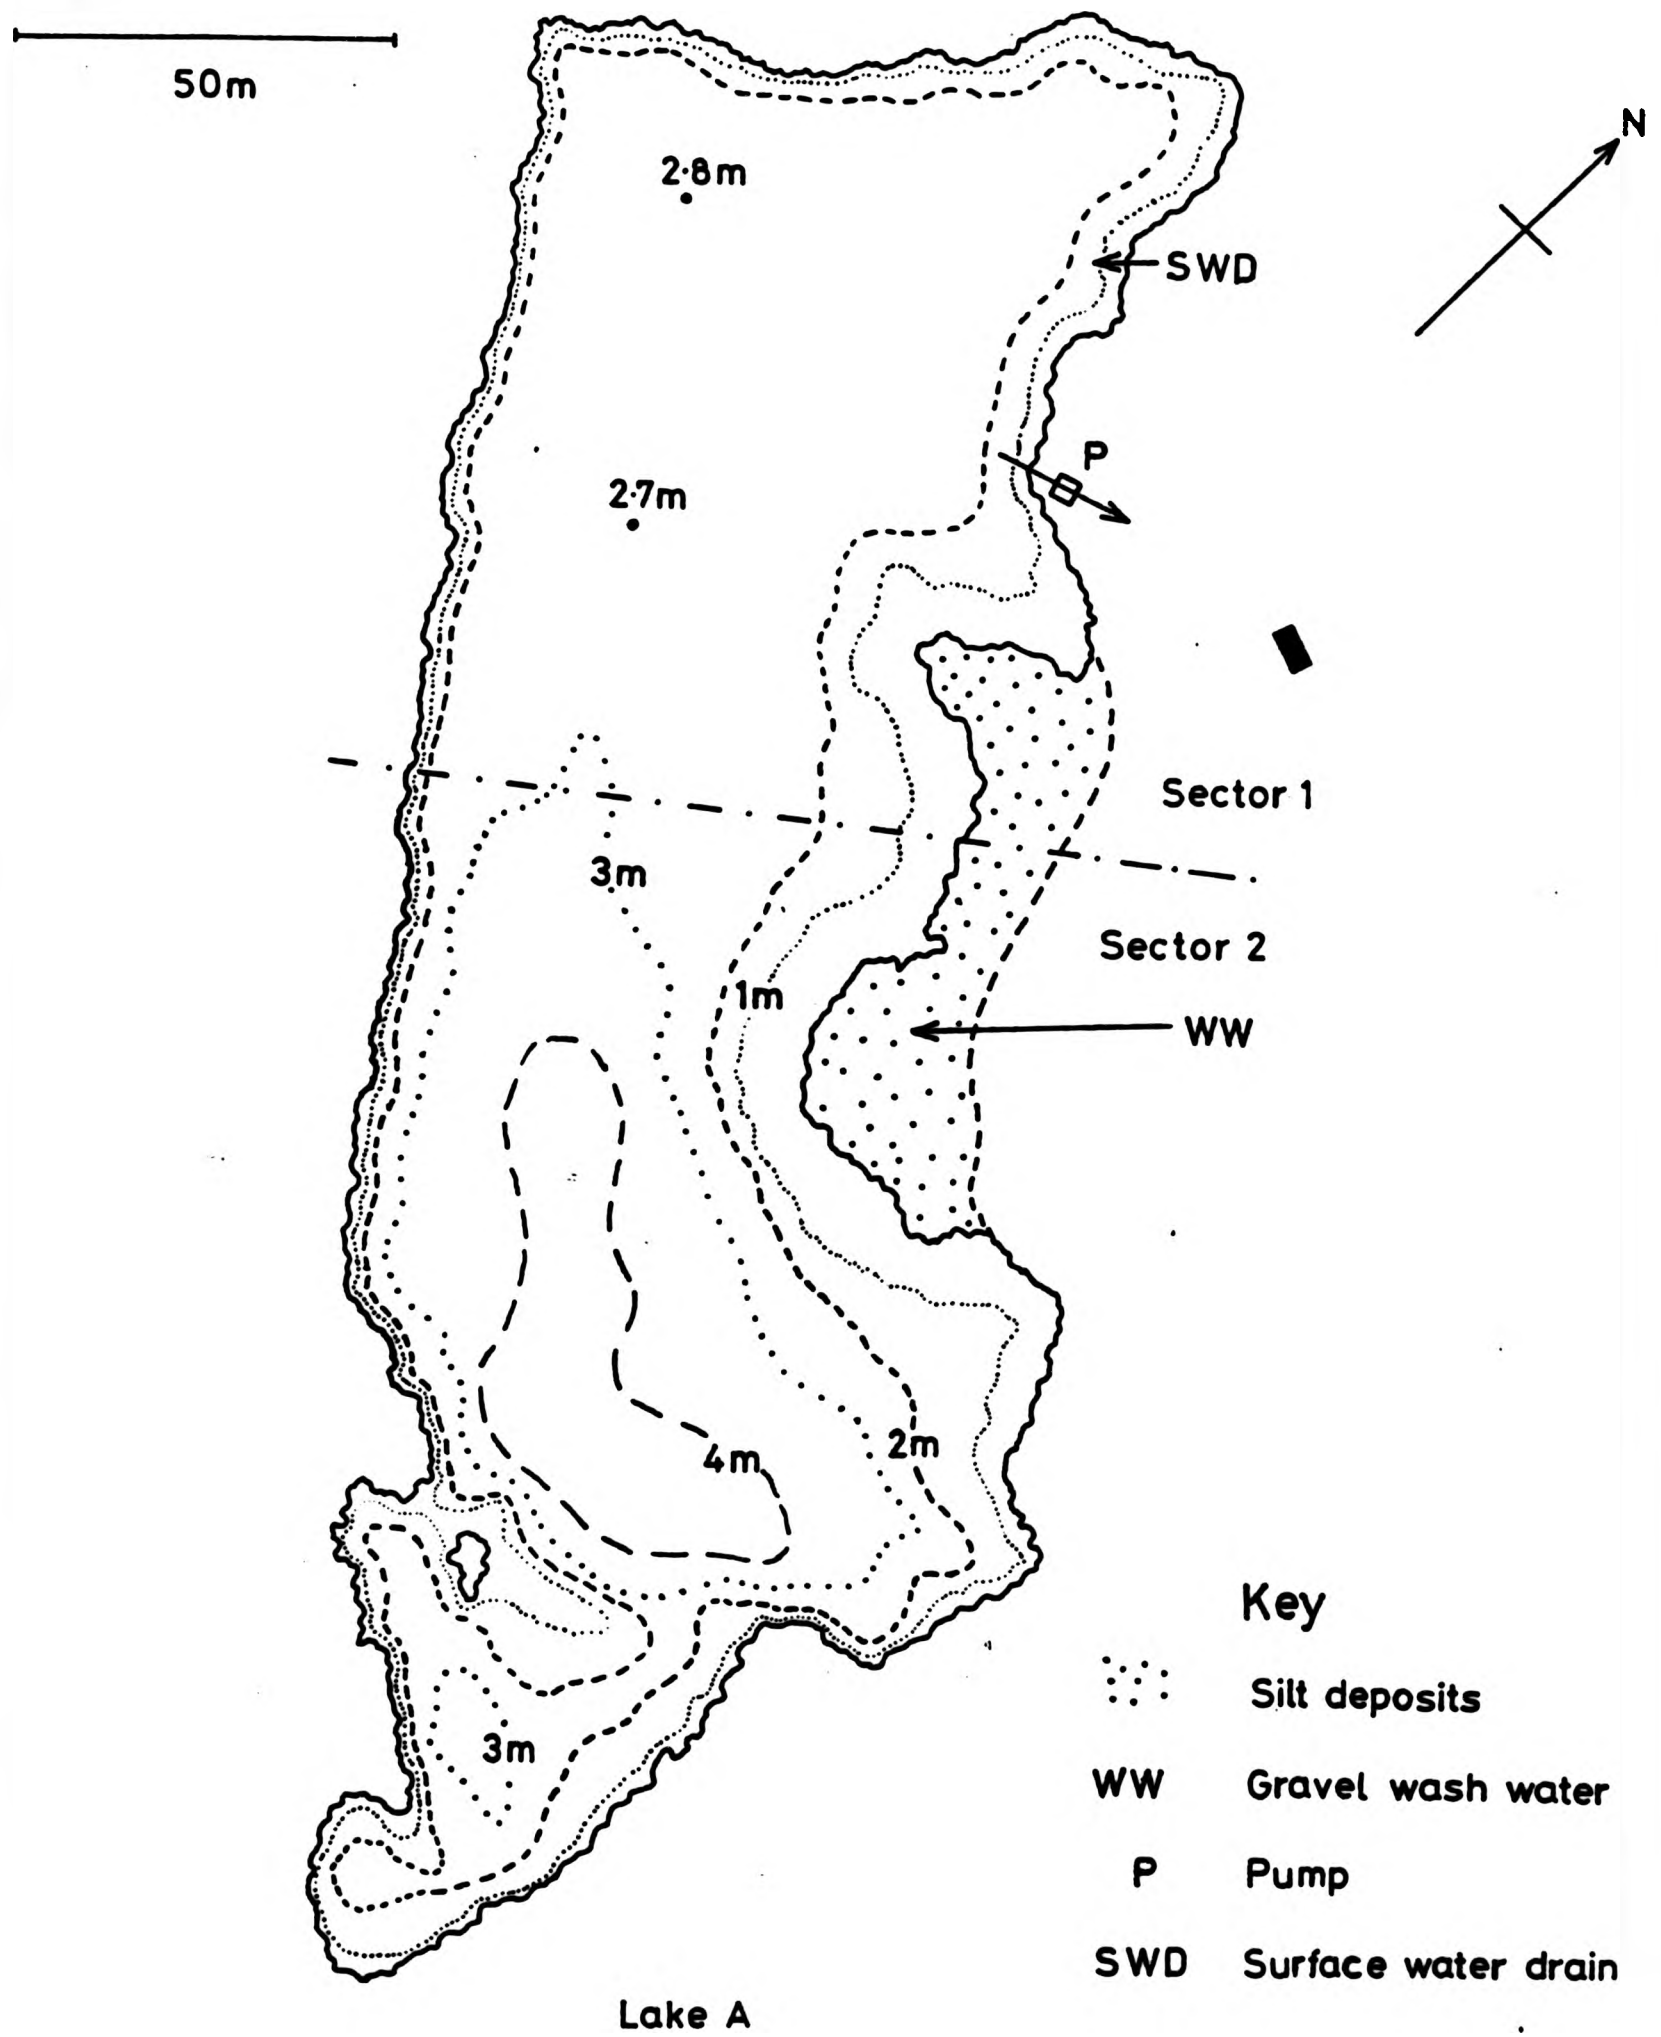 50m
N
2·8m
SWD
P
2·7m
Sector 1
3m
Sector 2
1m
WW
4m
2m
Key
Silt deposits
3m
WW Gravel wash water
P Pump
SWD Surface water drain
Lake A